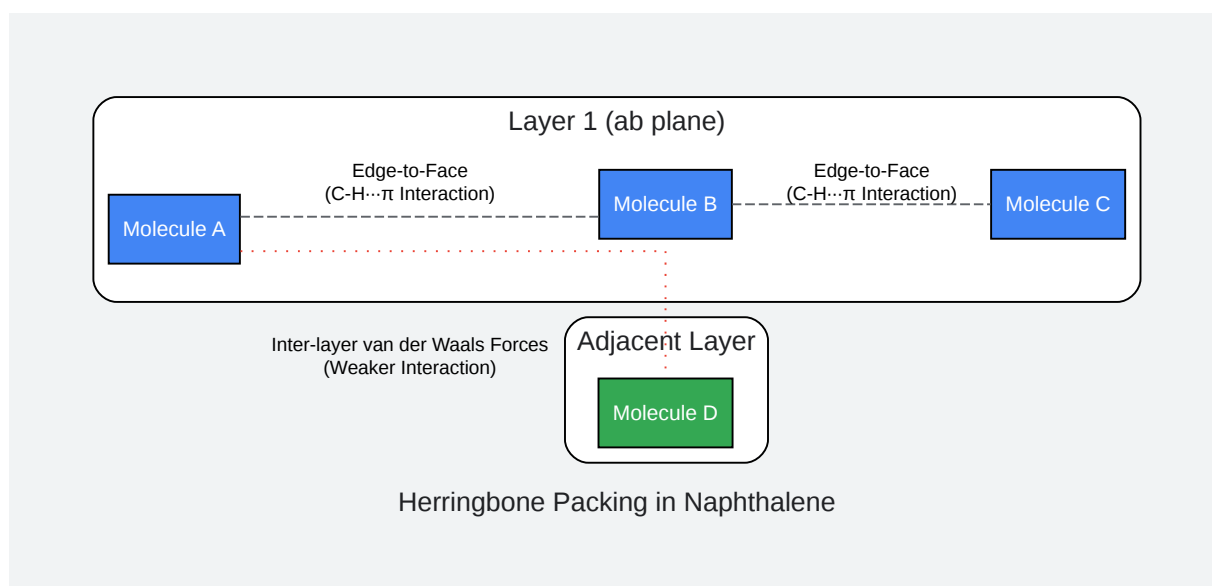 Layer 1 (ab plane)
Edge-to-Face
(C-H···π Interaction)
Edge-to-Face
(C-H···π Interaction)
Molecule A
Molecule B
Molecule C
Inter-layer van der Waals Forces
(Weaker Interaction)
Adjacent Layer
Molecule D
Herringbone Packing in Naphthalene